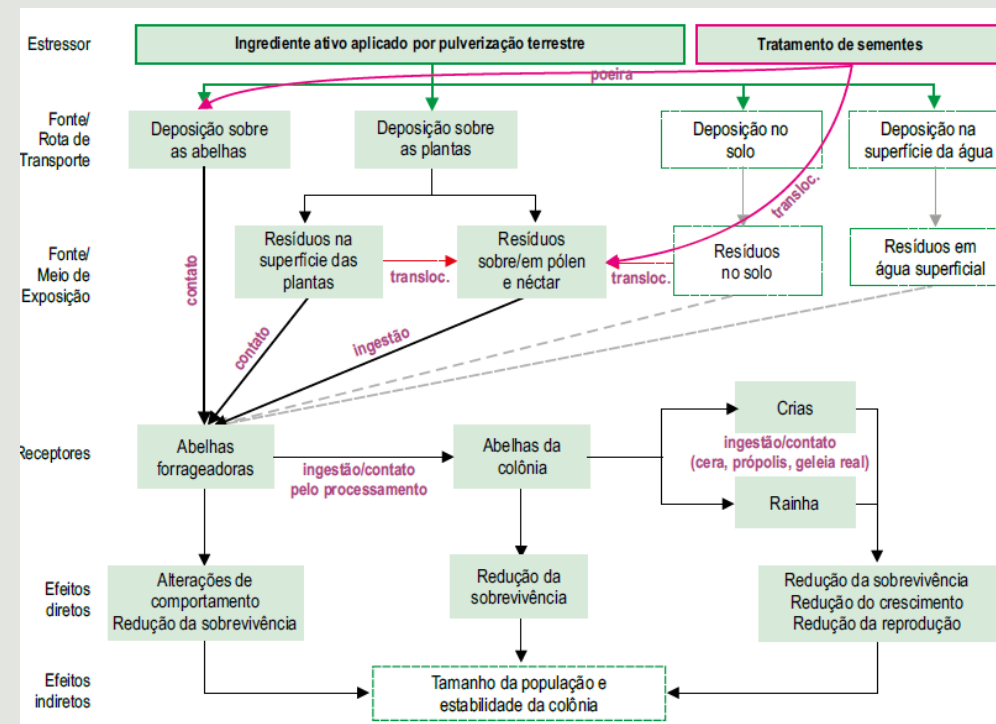 Estressor
Ingrediente ativo aplicado por pulverização terrestre
Tratamento de sementes
poeira
Fonte/
Rota de
Transporte
Deposição sobre
as abelhas
Deposição sobre
as plantas
Deposição no
solo
Deposição na
superfície da água
transloc.
Fonte/
Meio de
Exposição
contato
Resíduos na
superfície das
plantas
transloc.
Resíduos
sobre/em pólen
e néctar
transloc.
Resíduos
no solo
Resíduos em
água superficial
contato
ingestão
Receptores
Abelhas
forrageadoras
ingestão/contato
pelo processamento
Abelhas da
colônia
Crias
ingestão/contato
(cera, própolis, geleia real)
Rainha
Efeitos
diretos
Alterações de
comportamento
Redução da sobrevivência
Redução da
sobrevivência
Redução da sobrevivência
Redução do crescimento
Redução da reprodução
Efeitos
indiretos
Tamanho da população e
estabilidade da colônia